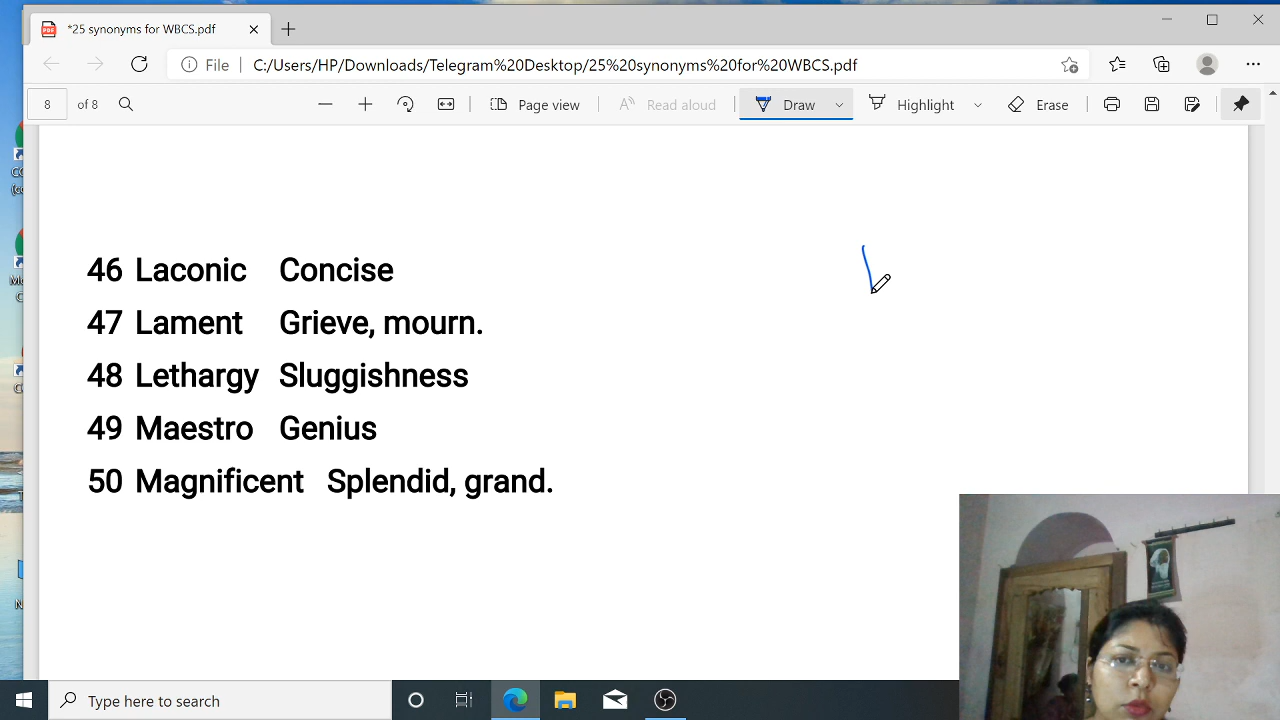 *25 synonyms for WBCS.pdf
File C:/Users/HP/Downloads/Telegram%20Desktop/25%20synonyms%20for%20WBCS.pdf
8 of 8 Page view Read aloud Draw Highlight Erase
46 Laconic Concise
47 Lament Grieve, mourn.
48 Lethargy Sluggishness
49 Maestro Genius
50 Magnificent Splendid, grand.
Type here to search